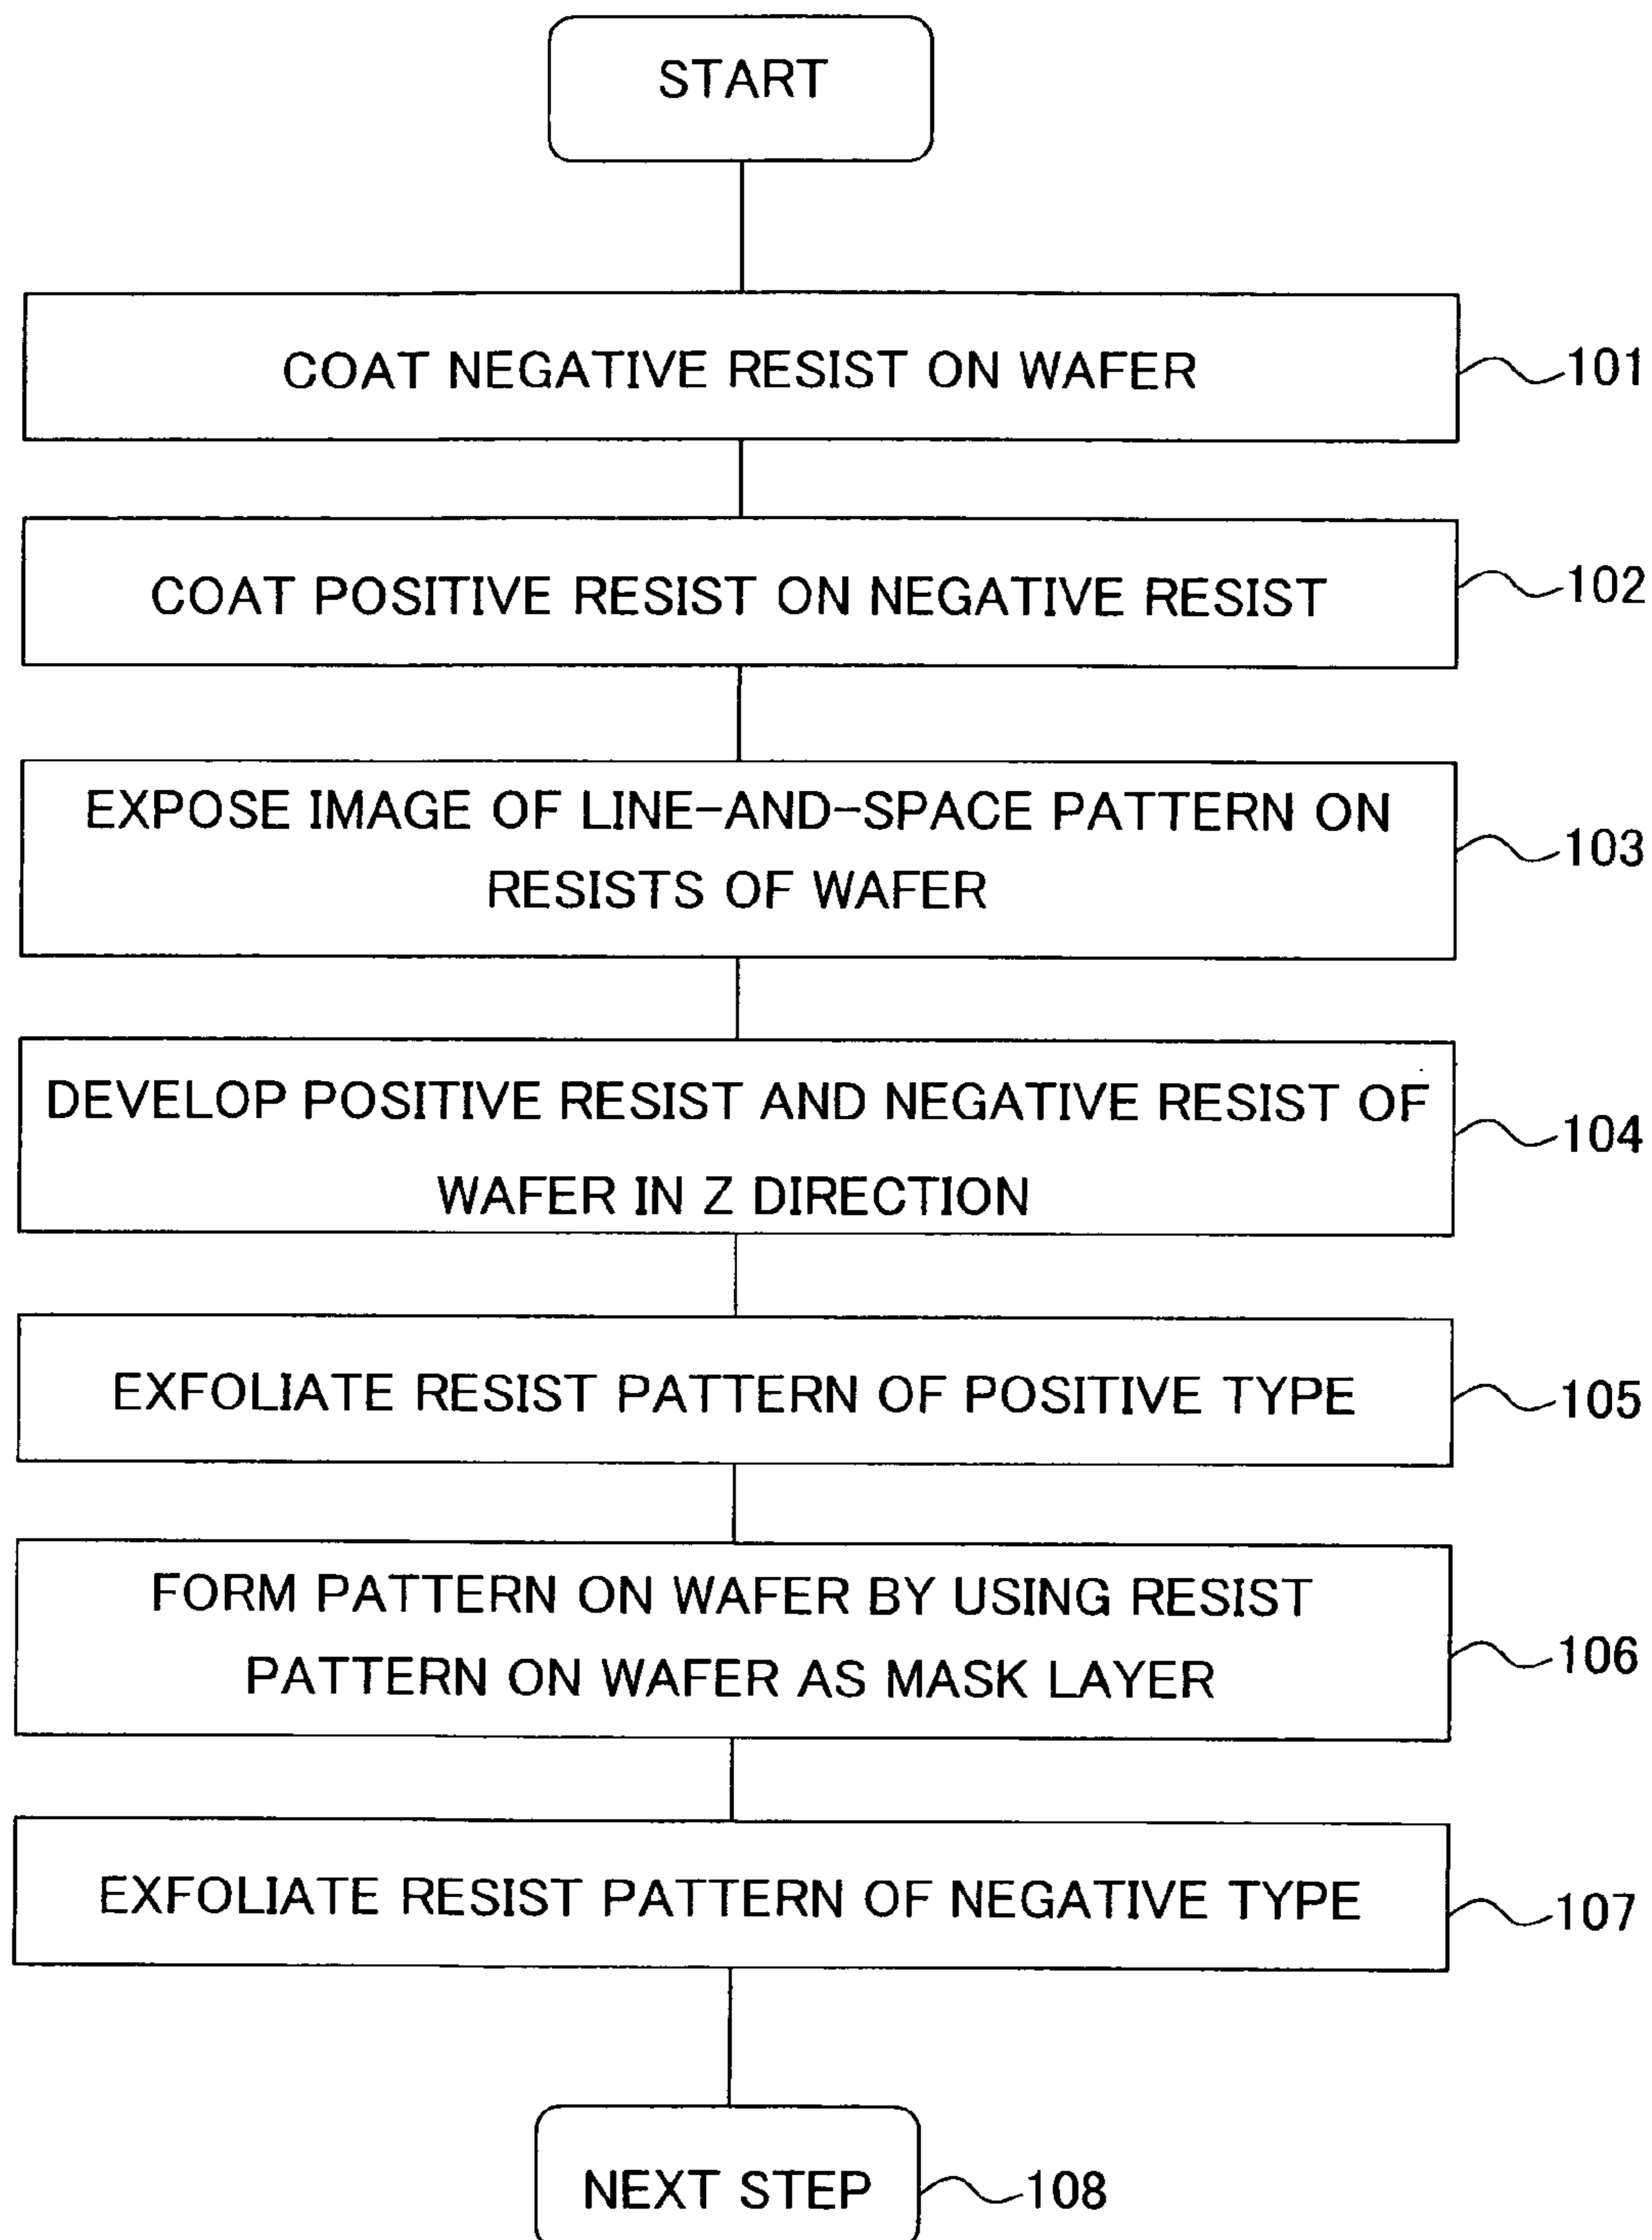 START
COAT NEGATIVE RESIST ON WAFER
101
COAT POSITIVE RESIST ON NEGATIVE RESIST
102
EXPOSE IMAGE OF LINE-AND-SPACE PATTERN ON
RESISTS OF WAFER
103
DEVELOP POSITIVE RESIST AND NEGATIVE RESIST OF
WAFER IN Z DIRECTION
104
EXFOLIATE RESIST PATTERN OF POSITIVE TYPE
105
FORM PATTERN ON WAFER BY USING RESIST
PATTERN ON WAFER AS MASK LAYER
106
EXFOLIATE RESIST PATTERN OF NEGATIVE TYPE
107
NEXT STEP
108